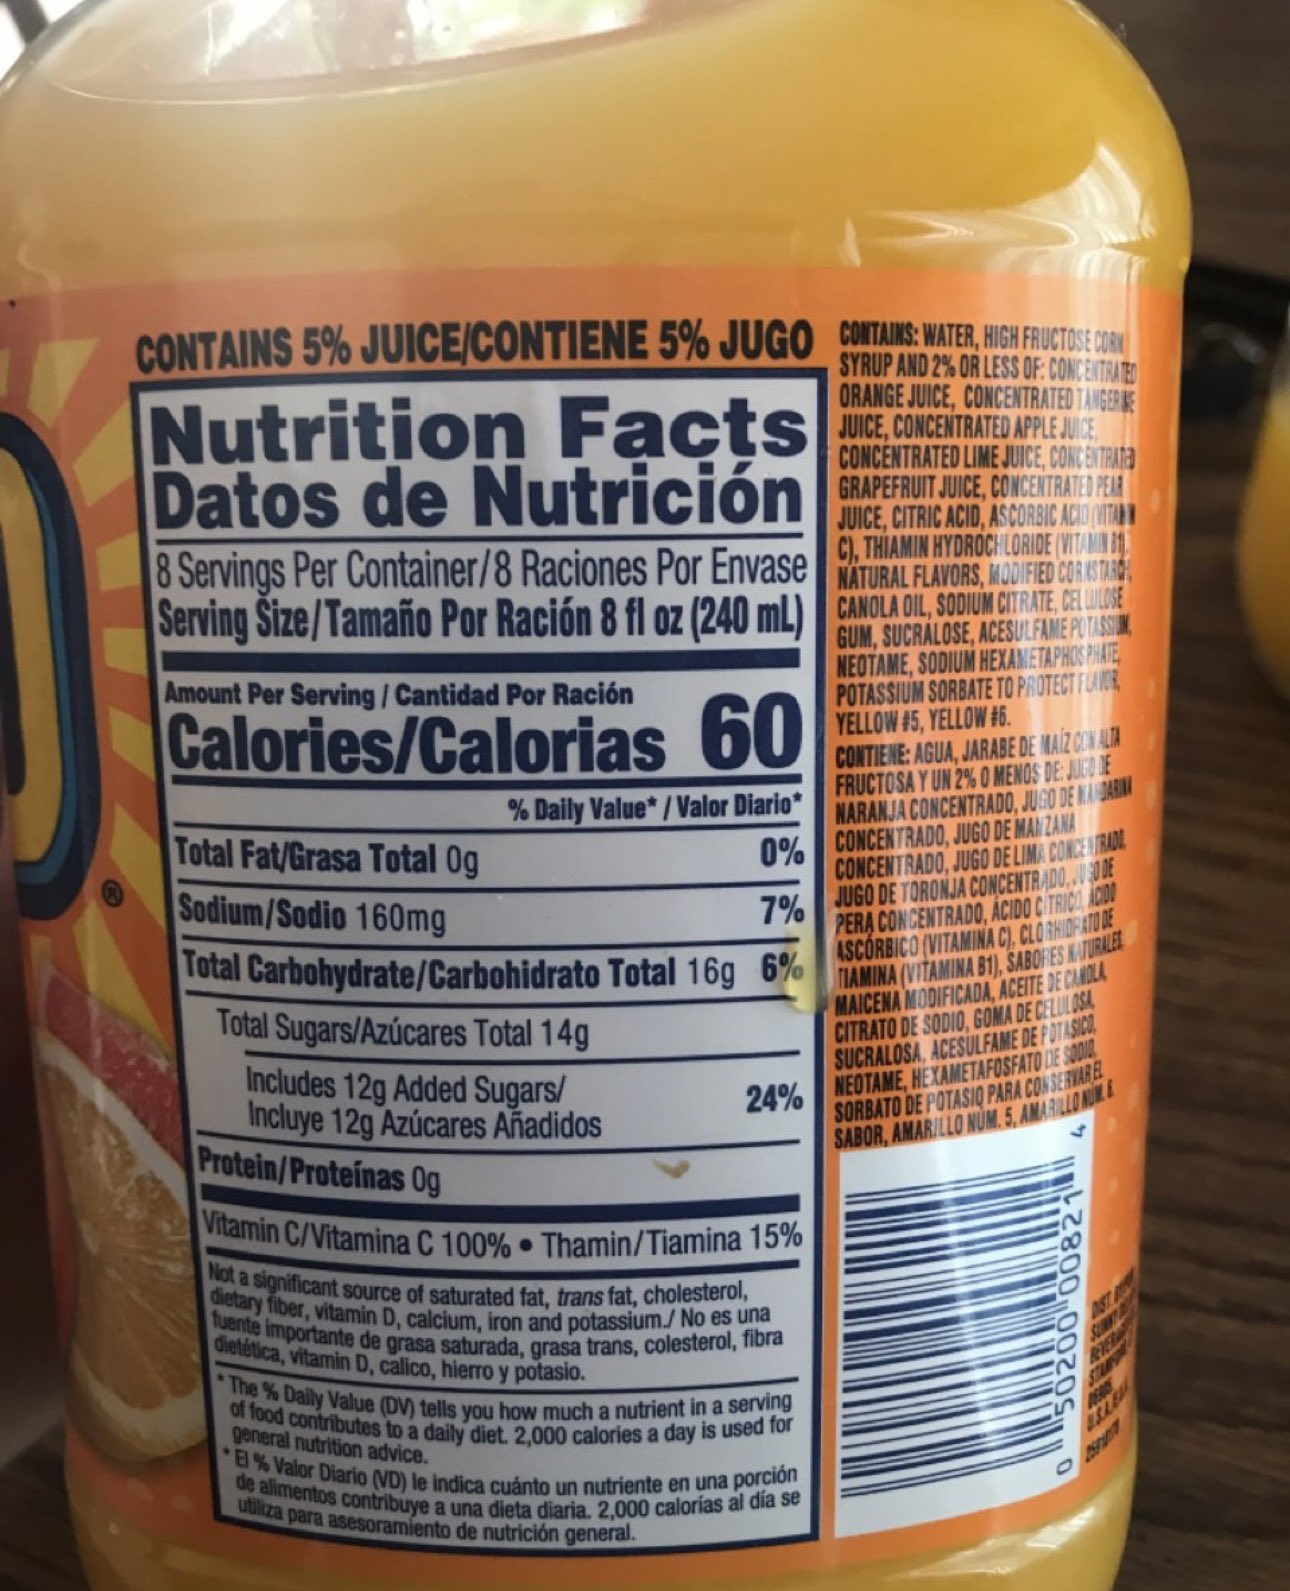 CONTAINS 5% JUICE/CONTIENE 5% JUGO
Nutrition Facts
Datos de Nutrición
8 Servings Per Container/8 Raciones Por Envase
Serving Size/Tamaño Por Ración 8 fl oz (240 mL)
Amount Per Serving / Cantidad Por Ración
Calories/Calorias 60
% Daily Value* / Valor Diario*
Total Fat/Grasa Total 0g 0%
Sodium/Sodio 160mg 7%
Total Carbohydrate/Carbohidrato Total 16g 6%
Total Sugars/Azúcares Total 14g
Includes 12g Added Sugars/
Incluye 12g Azúcares Añadidos 24%
Protein/Proteínas 0g
Vitamin C/Vitamina C 100% • Thamin/Tiamina 15%
Not a significant source of saturated fat, trans fat, cholesterol,
dietary fiber, vitamin D, calcium, iron and potassium./ No es una
fuente importante de grasa saturada, grasa trans, colesterol, fibra
dietética, vitamin D, calico, hierro y potasio.
* The % Daily Value (DV) tells you how much a nutrient in a serving
of food contributes to a daily diet. 2,000 calories a day is used for
general nutrition advice.
* El % Valor Diario (VD) le indica cuánto un nutriente en una porción
de alimentos contribuye a una dieta diaria. 2,000 calorías al día se
utiliza para asesoramiento de nutrición general.
CONTAINS: WATER, HIGH FRUCTOSE CORN
SYRUP AND 2% OR LESS OF: CONCENTRATED
ORANGE JUICE, CONCENTRATED TANGERINE
JUICE, CONCENTRATED APPLE JUICE,
CONCENTRATED LIME JUICE, CONCENTRATED
GRAPEFRUIT JUICE, CONCENTRATED PEAR
JUICE, CITRIC ACID, ASCORBIC ACID (VITAMIN
C), THIAMIN HYDROCHLORIDE (VITAMIN B1),
NATURAL FLAVORS, MODIFIED CORNSTARCH,
CANOLA OIL, SODIUM CITRATE, CELLULOSE
GUM, SUCRALOSE, ACESULFAME POTASSIUM,
NEOTAME, SODIUM HEXAMETAPHOSPHATE,
POTASSIUM SORBATE TO PROTECT FLAVOR,
YELLOW #5, YELLOW #6.
CONTIENE: AGUA, JARABE DE MAÍZ CON ALTA
FRUCTOSA Y UN 2% O MENOS DE: JUGO DE
NARANJA CONCENTRADO, JUGO DE MANDARINA
CONCENTRADO, JUGO DE MANZANA
CONCENTRADO, JUGO DE LIMA CONCENTRADO,
JUGO DE TORONJA CONCENTRADO, JUGO DE
PERA CONCENTRADO, ÁCIDO CÍTRICO, ÁCIDO
ASCÓRBICO (VITAMINA C), CLORHIDRATO DE
TIAMINA (VITAMINA B1), SABORES NATURALES,
MAICENA MODIFICADA, ACEITE DE CANOLA,
CITRATO DE SODIO, GOMA DE CELULOSA,
SUCRALOSA, ACESULFAME DE POTASICO,
NEOTAME, HEXAMETAFOSFATO DE SODIO,
SORBATO DE POTASIO PARA CONSERVAR EL
SABOR, AMARILLO NÚM. 5, AMARILLO NÚM. 6.
0 50200 00821 4
DIST.
SUNNY
U.S.A.
®